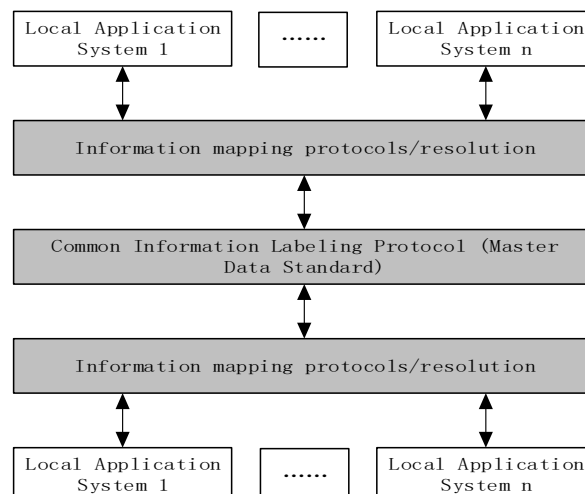 Local Application
System 1
......
Local Application
System n
Information mapping protocols/resolution
Common Information Labeling Protocol (Master
Data Standard)
Information mapping protocols/resolution
Local Application
System 1
......
Local Application
System n